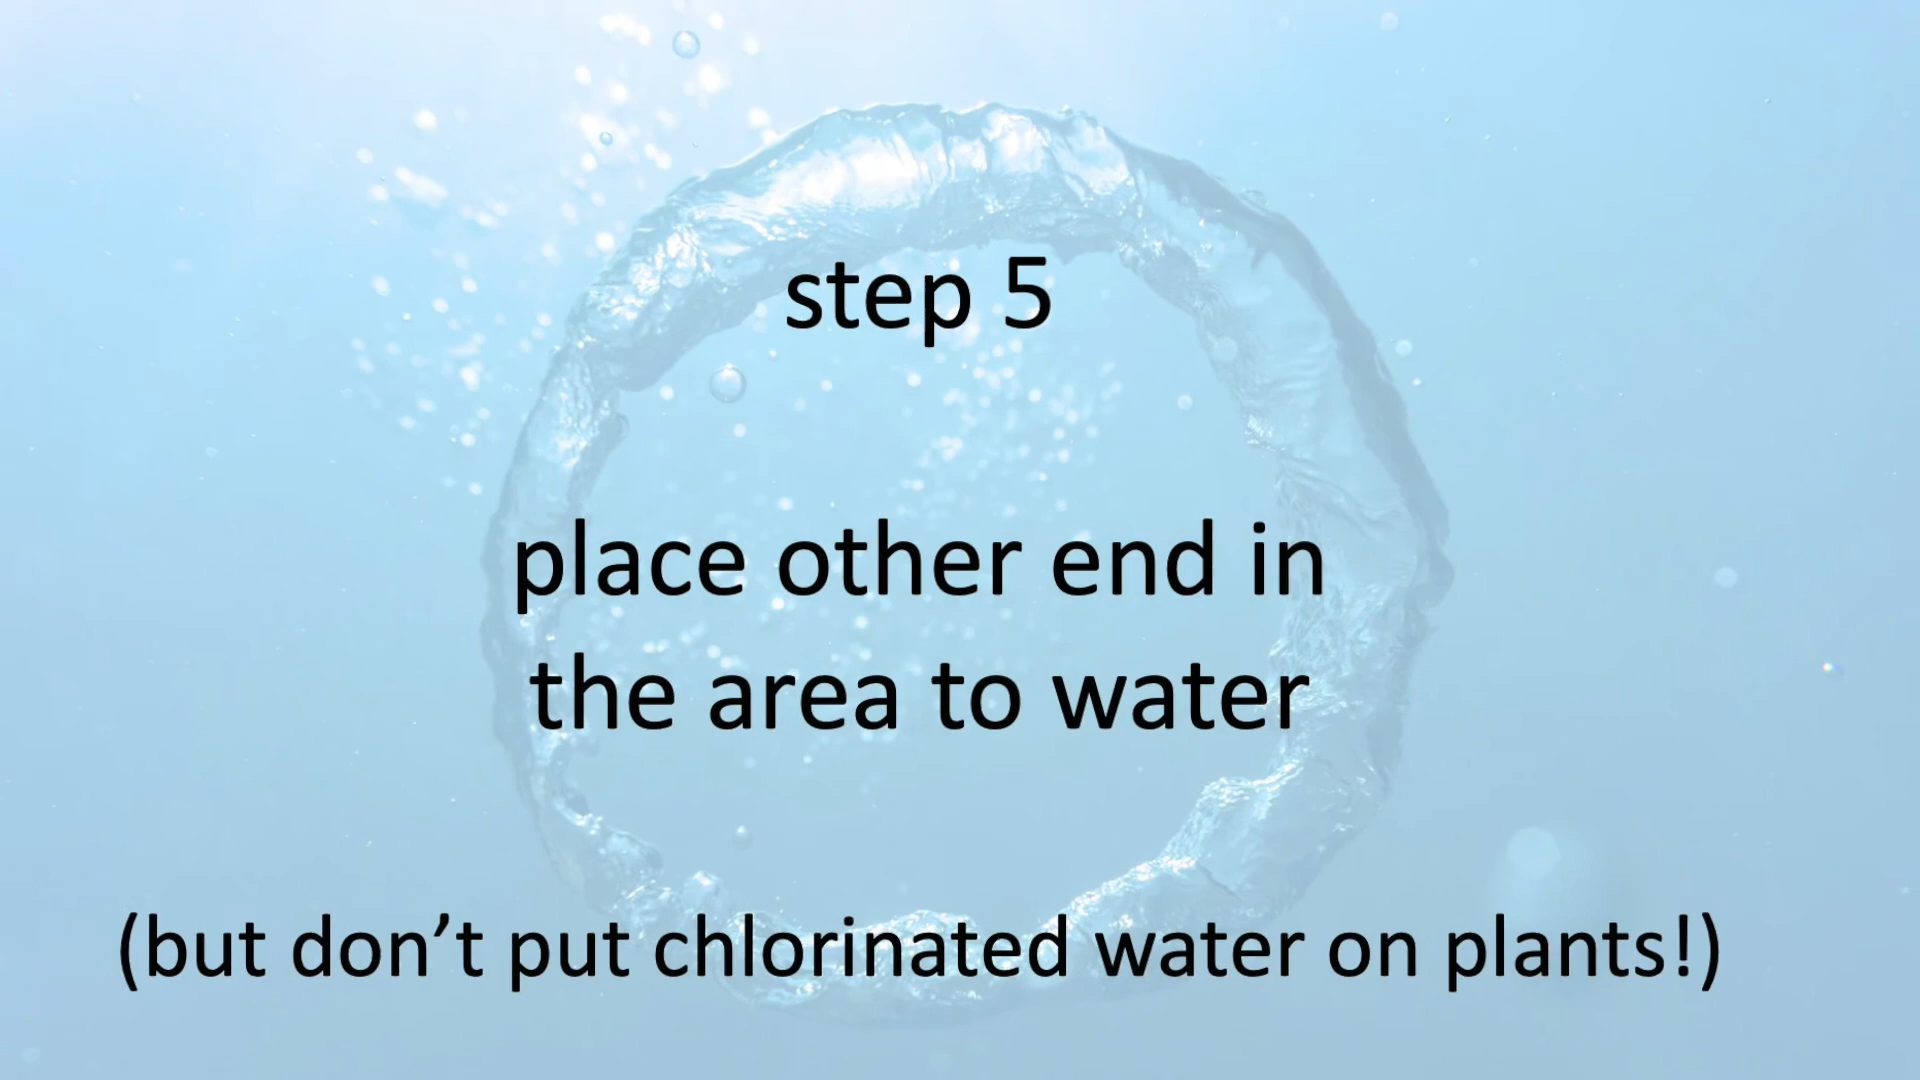 step 5
place other end in
the area to water
(but don’t put chlorinated water on plants!)